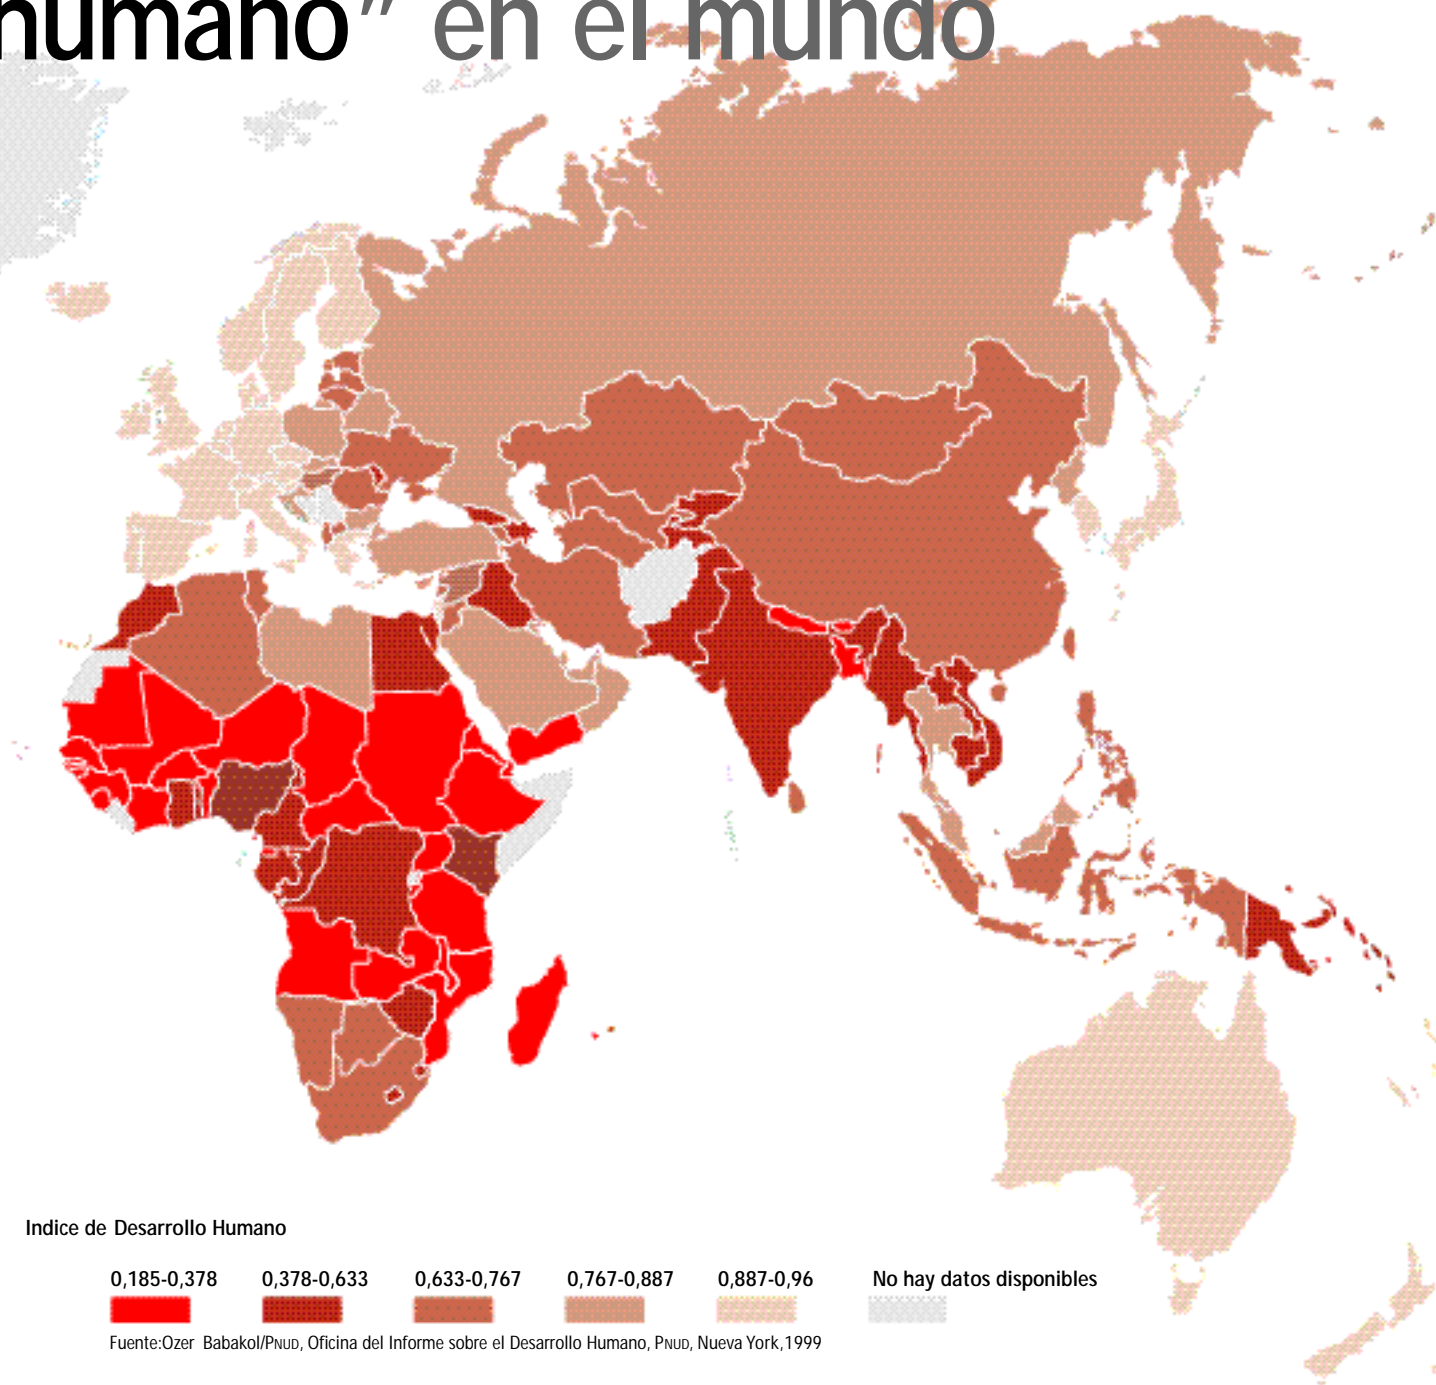 humano” en el mundo
Indice de Desarrollo Humano
0,185-0,378 0,378-0,633 0,633-0,767 0,767-0,887 0,887-0,96 No hay datos disponibles
Fuente:Ozer Babakol/PNUD, Oficina del Informe sobre el Desarrollo Humano, PNUD, Nueva York,1999